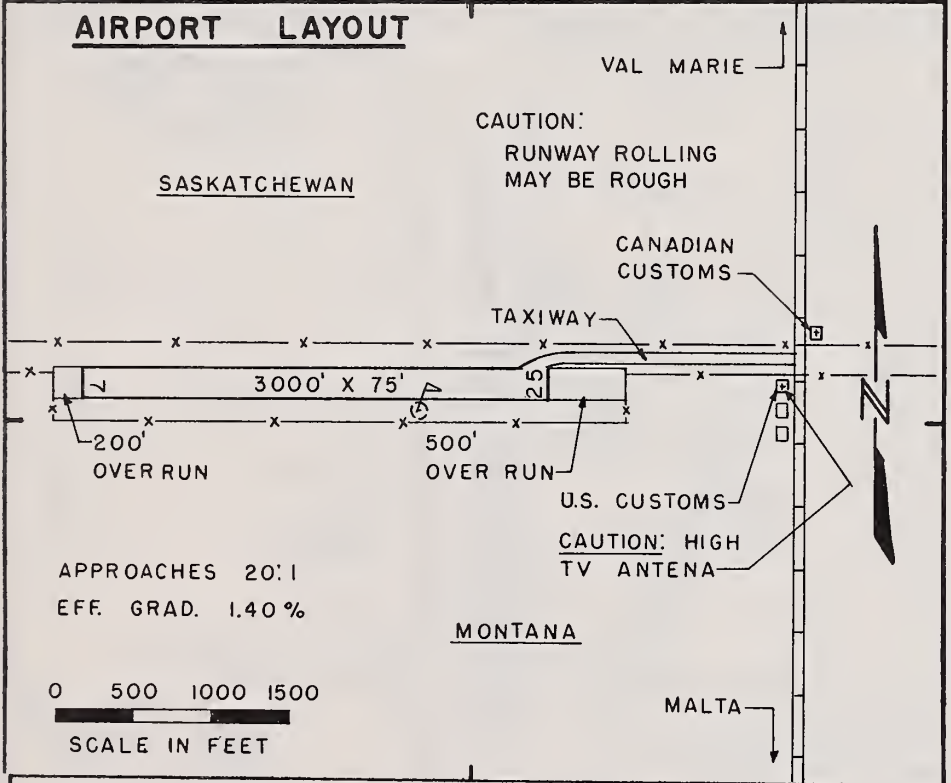 AIRPORT LAYOUT
VAL MARIE
CAUTION:
RUNWAY ROLLING
MAY BE ROUGH
SASKATCHEWAN
CANADIAN
CUSTOMS
TAXIWAY
7
3000' X 75'
25
N
200'
OVER RUN
500'
OVER RUN
U.S. CUSTOMS
CAUTION: HIGH
TV ANTENA
APPROACHES 20:1
EFF. GRAD. 1.40 %
MONTANA
0 500 1000 1500
SCALE IN FEET
MALTA